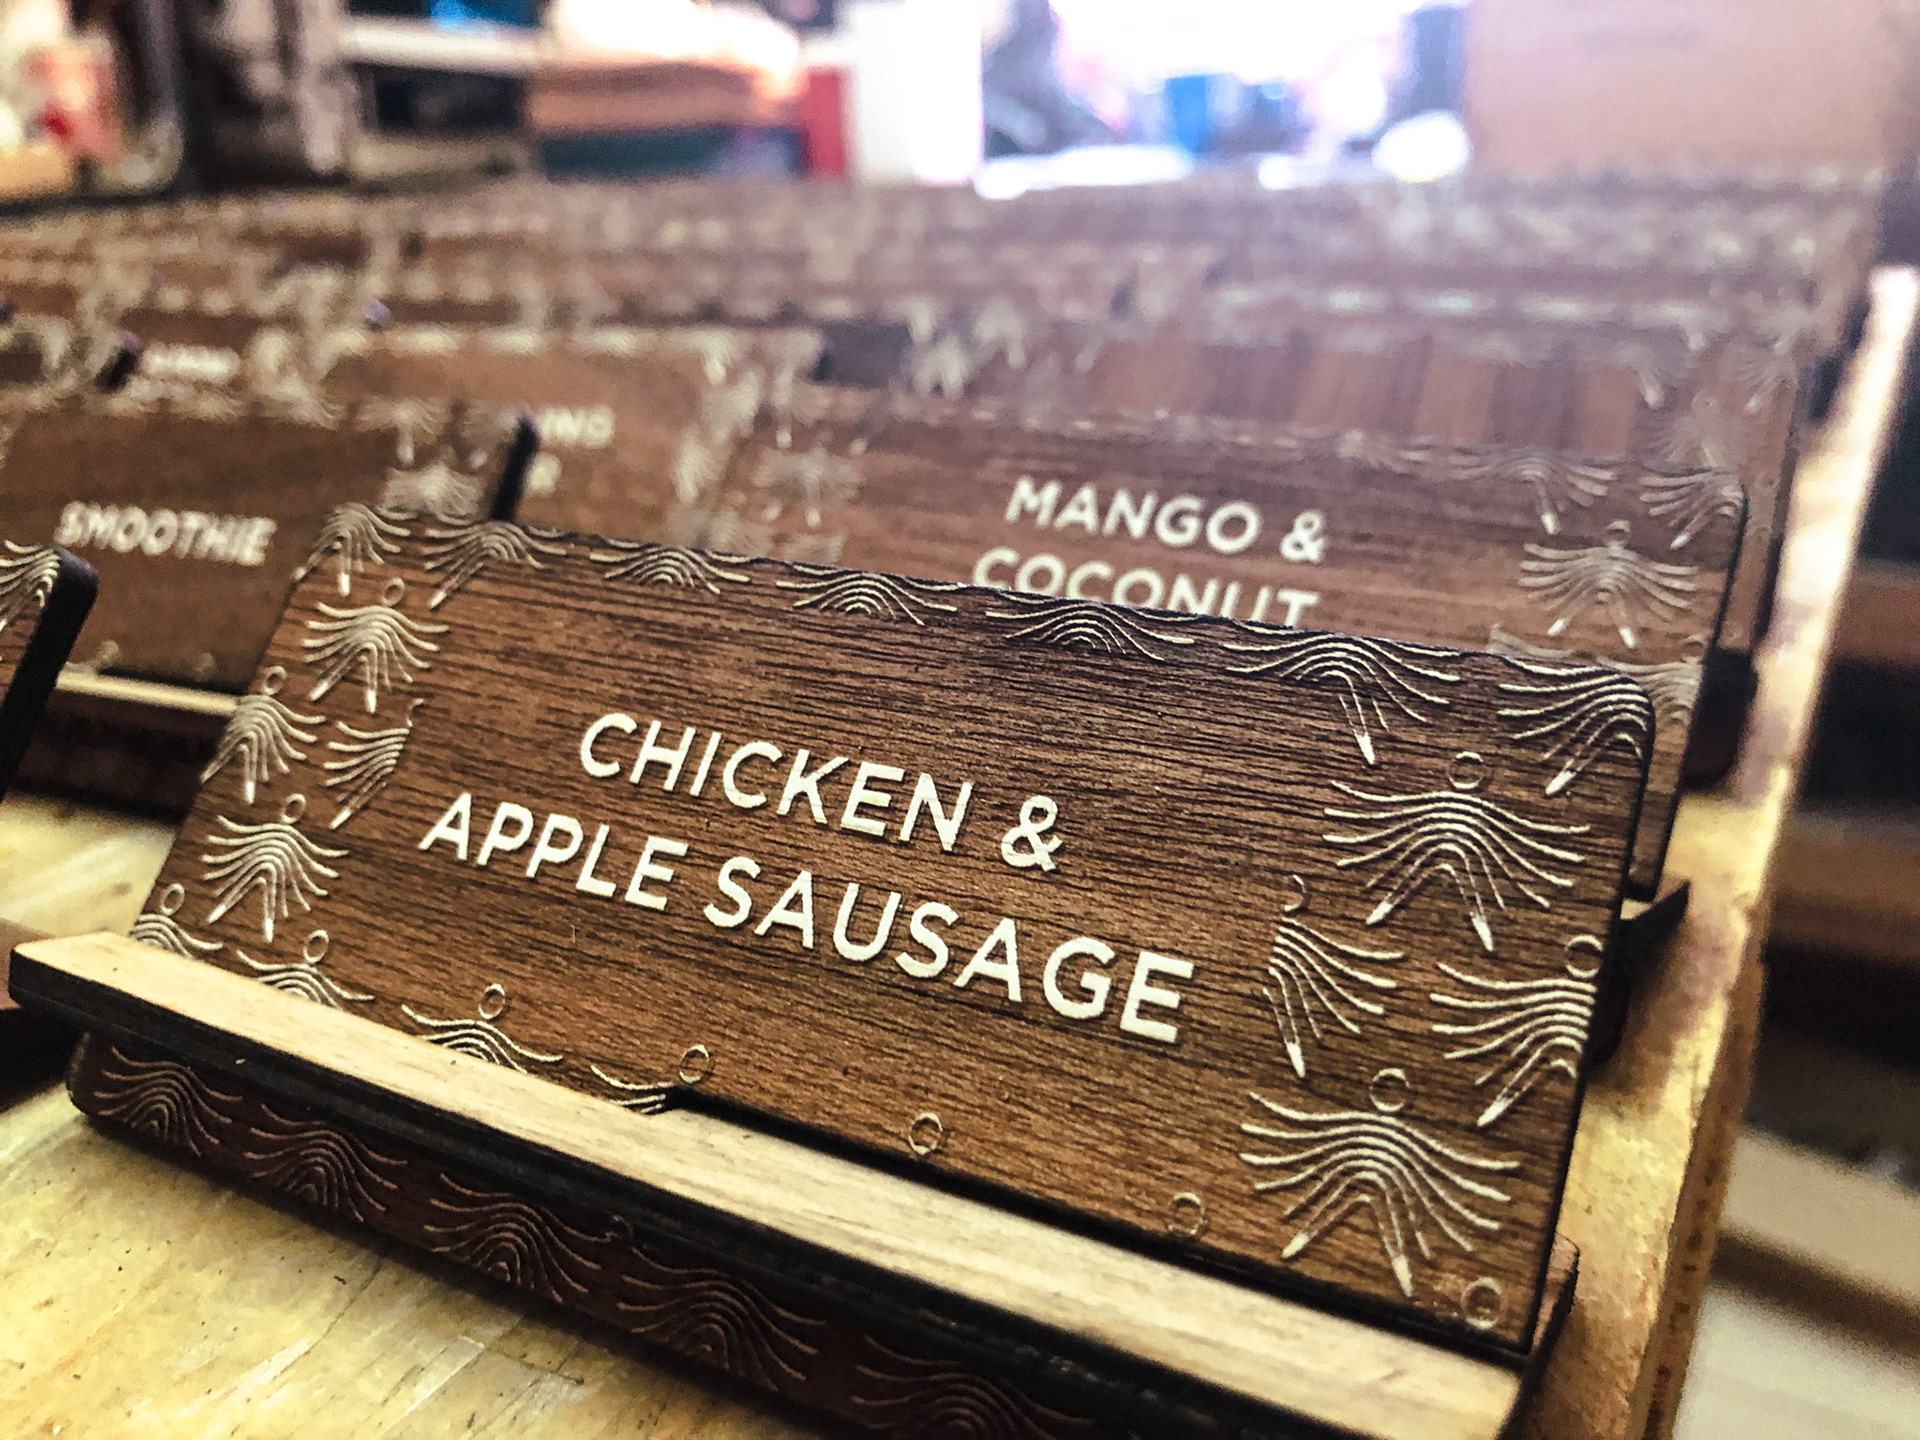 CHICKEN &
APPLE SAUSAGE
MANGO &
COCONUT
SMOOTHIE